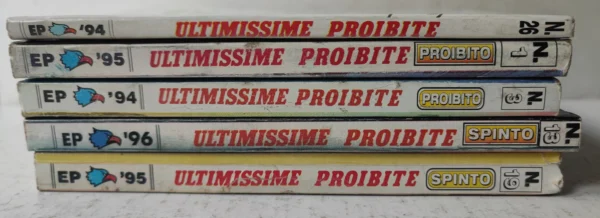 EP '94 ULTIMISSIME PROIBITE N. 26
EP '95 ULTIMISSIME PROIBITE PROIBITO N. 1
EP '94 ULTIMISSIME PROIBITE PROIBITO N. 3
EP '96 ULTIMISSIME PROIBITE SPINTO N. 13
EP '95 ULTIMISSIME PROIBITE SPINTO N. 19